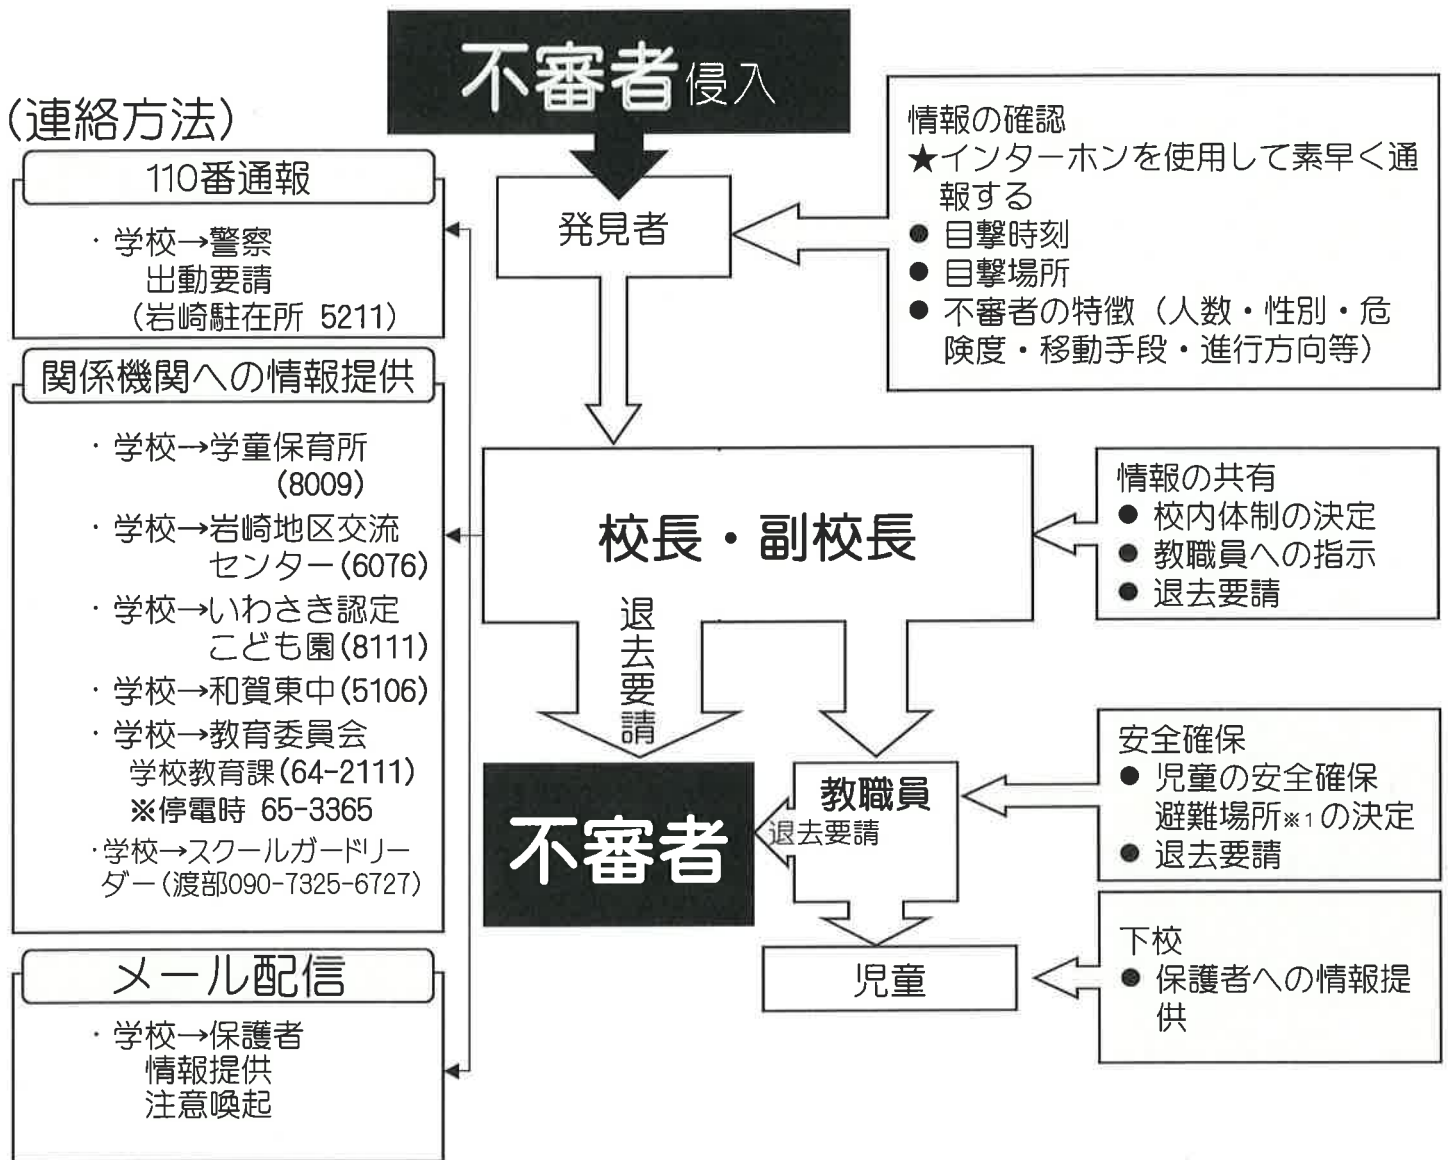 不審者侵入
（連絡方法）
110番通報
・学校→警察
出動要請
（岩崎駐在所 5211）
関係機関への情報提供
・学校→学童保育所
(8009)
・学校→岩崎地区交流
センター(6076)
・学校→いわさき認定
こども園(8111)
・学校→和賀東中(5106)
・学校→教育委員会
学校教育課(64-2111)
※停電時 65-3365
・学校→スクールガードリー
ダー(渡部090-7325-6727)
メール配信
・学校→保護者
情報提供
注意喚起
発見者
校長・副校長
退去要請
不審者
教職員
退去要請
児童
情報の確認
★インターホンを使用して素早く通
報する
● 目撃時刻
● 目撃場所
● 不審者の特徴（人数・性別・危
険度・移動手段・進行方向等）
情報の共有
● 校内体制の決定
● 教職員への指示
● 退去要請
安全確保
● 児童の安全確保
避難場所※1の決定
● 退去要請
下校
● 保護者への情報提
供